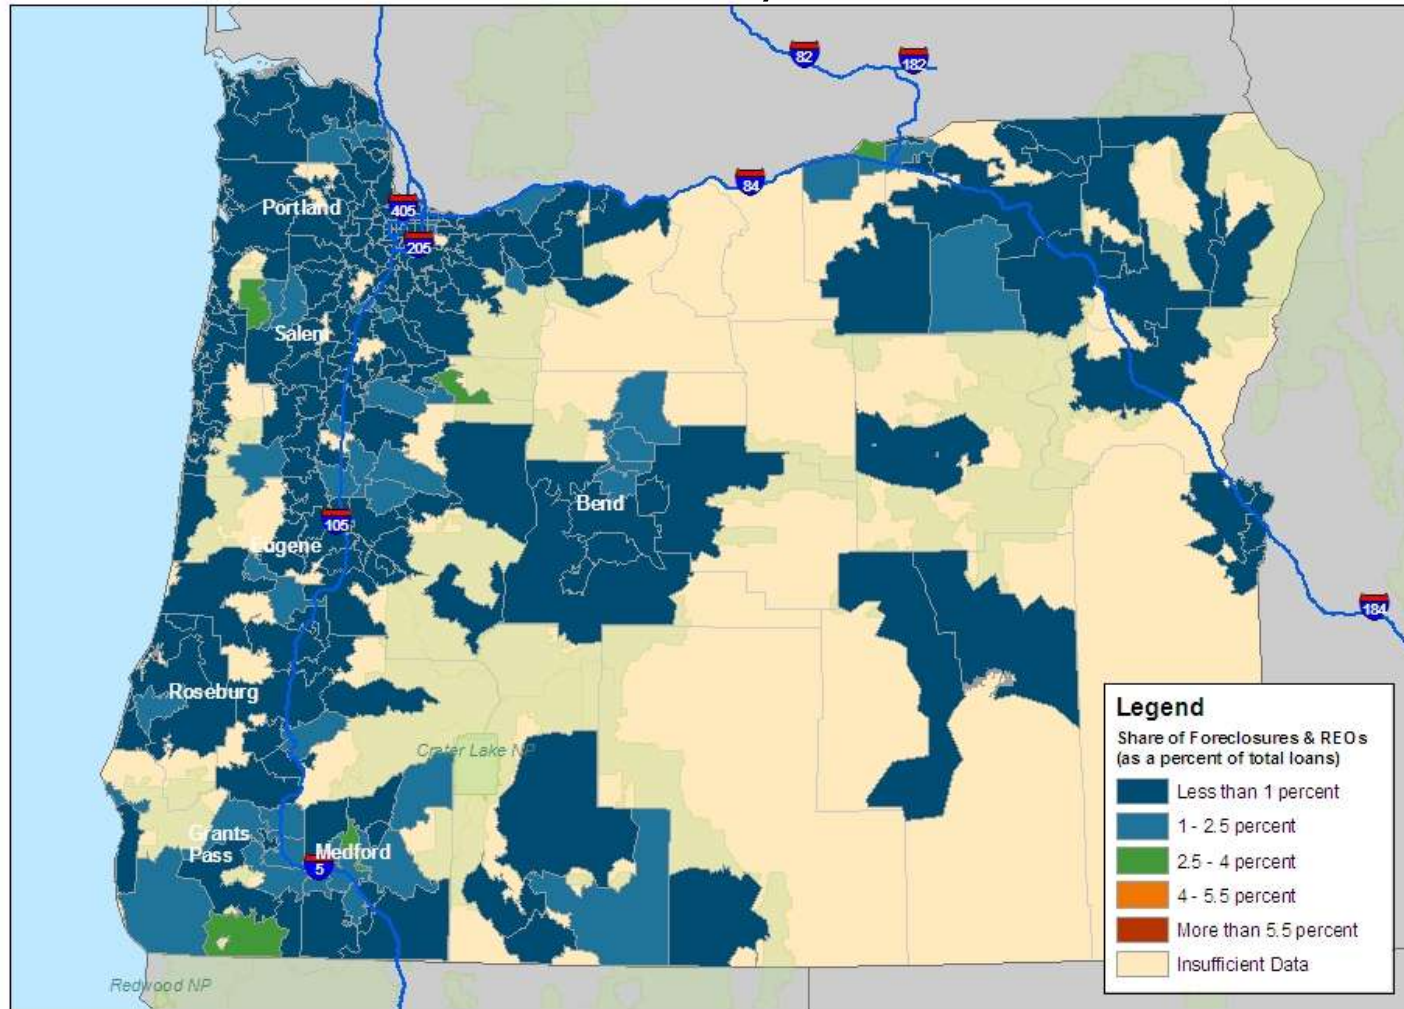 82
182
84
Portland
405
205
Salem
Bend
105
Eugene
184
Roseburg
Crater Lake NP
Grants
Pass
Medford
5
Redwood NP
Legend
Share of Foreclosures & REOs
(as a percent of total loans)
Less than 1 percent
1 - 2.5 percent
2.5 - 4 percent
4 - 5.5 percent
More than 5.5 percent
Insufficient Data